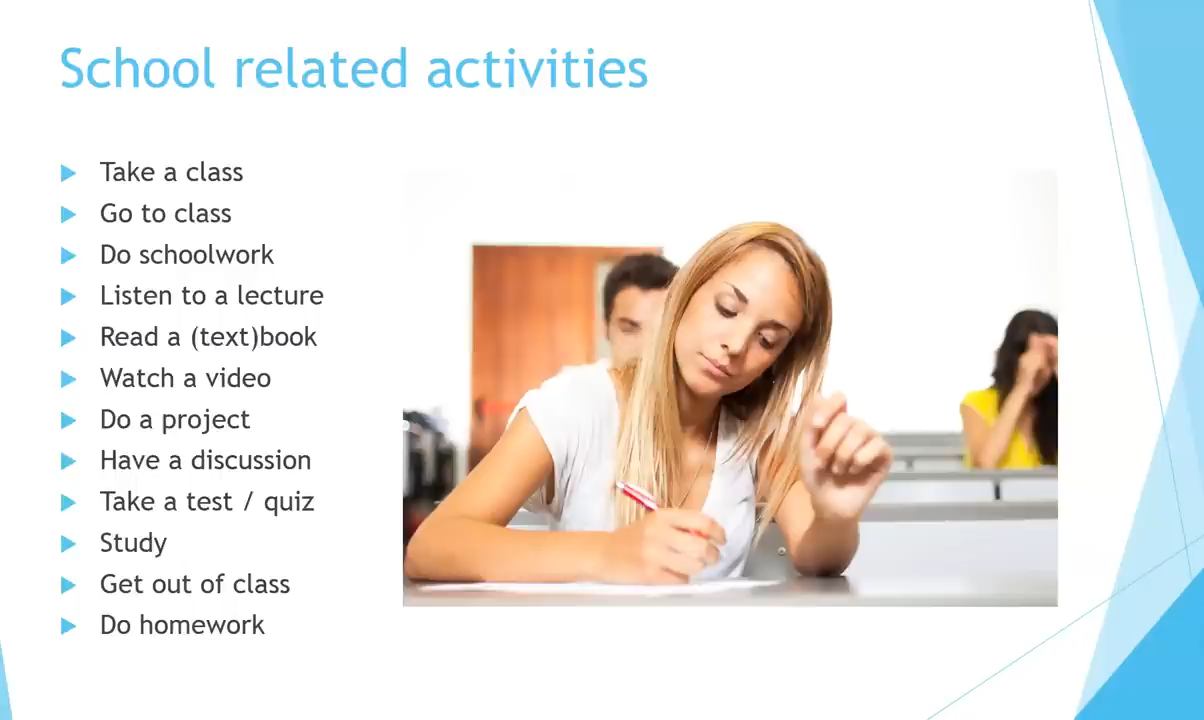 School related activities
Take a class
Go to class
Do schoolwork
Listen to a lecture
Read a (text)book
Watch a video
Do a project
Have a discussion
Take a test / quiz
Study
Get out of class
Do homework